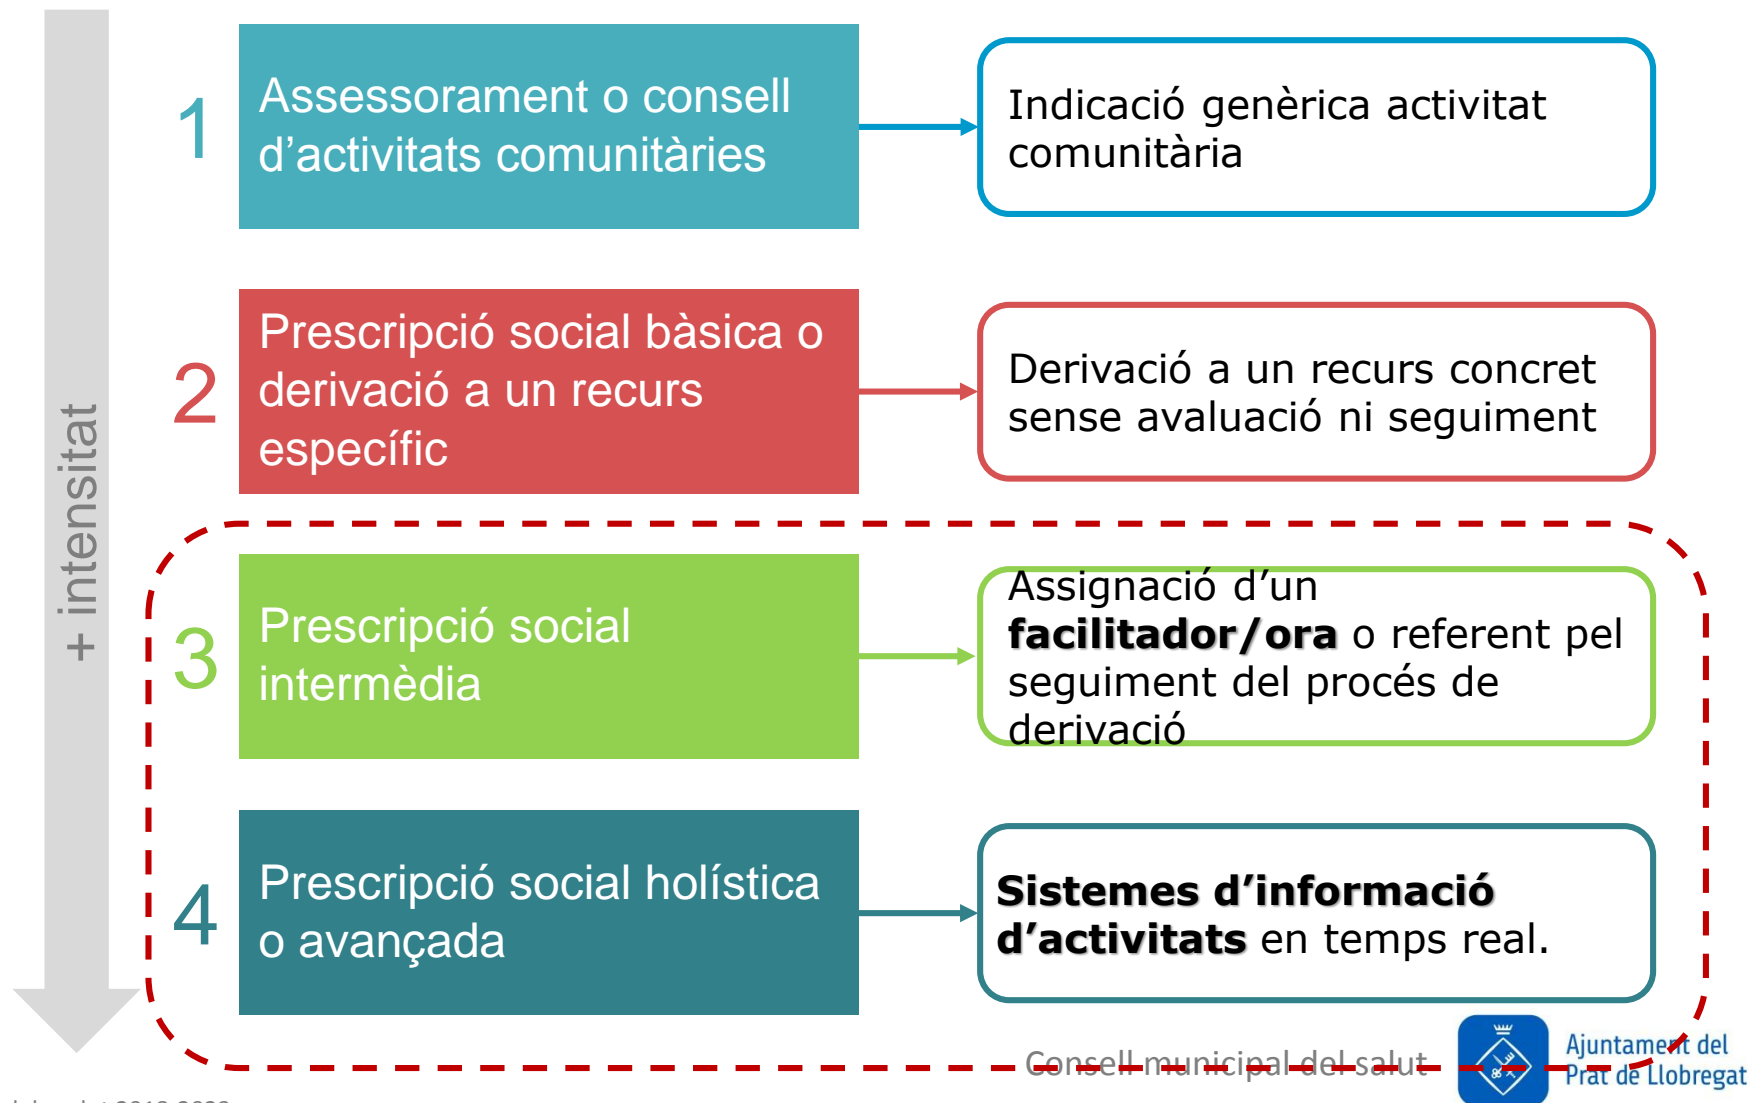 + intensitat
1
Assessorament o consell
d’activitats comunitàries
Indicació genèrica activitat
comunitària
2
Prescripció social bàsica o
derivació a un recurs
específic
Derivació a un recurs concret
sense avaluació ni seguiment
3
Prescripció social
intermèdia
Assignació d’un
facilitador/ora o referent pel
seguiment del procés de
derivació
4
Prescripció social holística
o avançada
Sistemes d’informació
d’activitats en temps real.
Consell municipal del salut
Ajuntament del
Prat de Llobregat